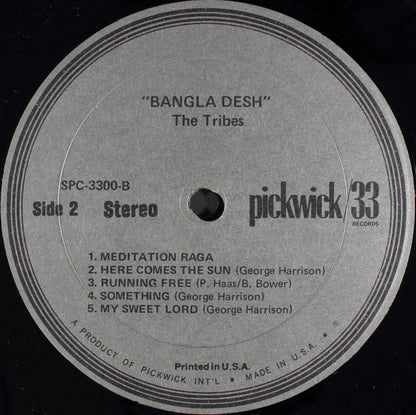 "BANGLA DESH"
The Tribes
SPC-3300-B
Side 2 Stereo
pickwick/33
RECORDS
1. MEDITATION RAGA
2. HERE COMES THE SUN (George Harrison)
3. RUNNING FREE (P. Haas/B. Bower)
4. SOMETHING (George Harrison)
5. MY SWEET LORD (George Harrison)
Printed in U.S.A.
A PRODUCT OF PICKWICK INT'L • MADE IN U.S.A. •